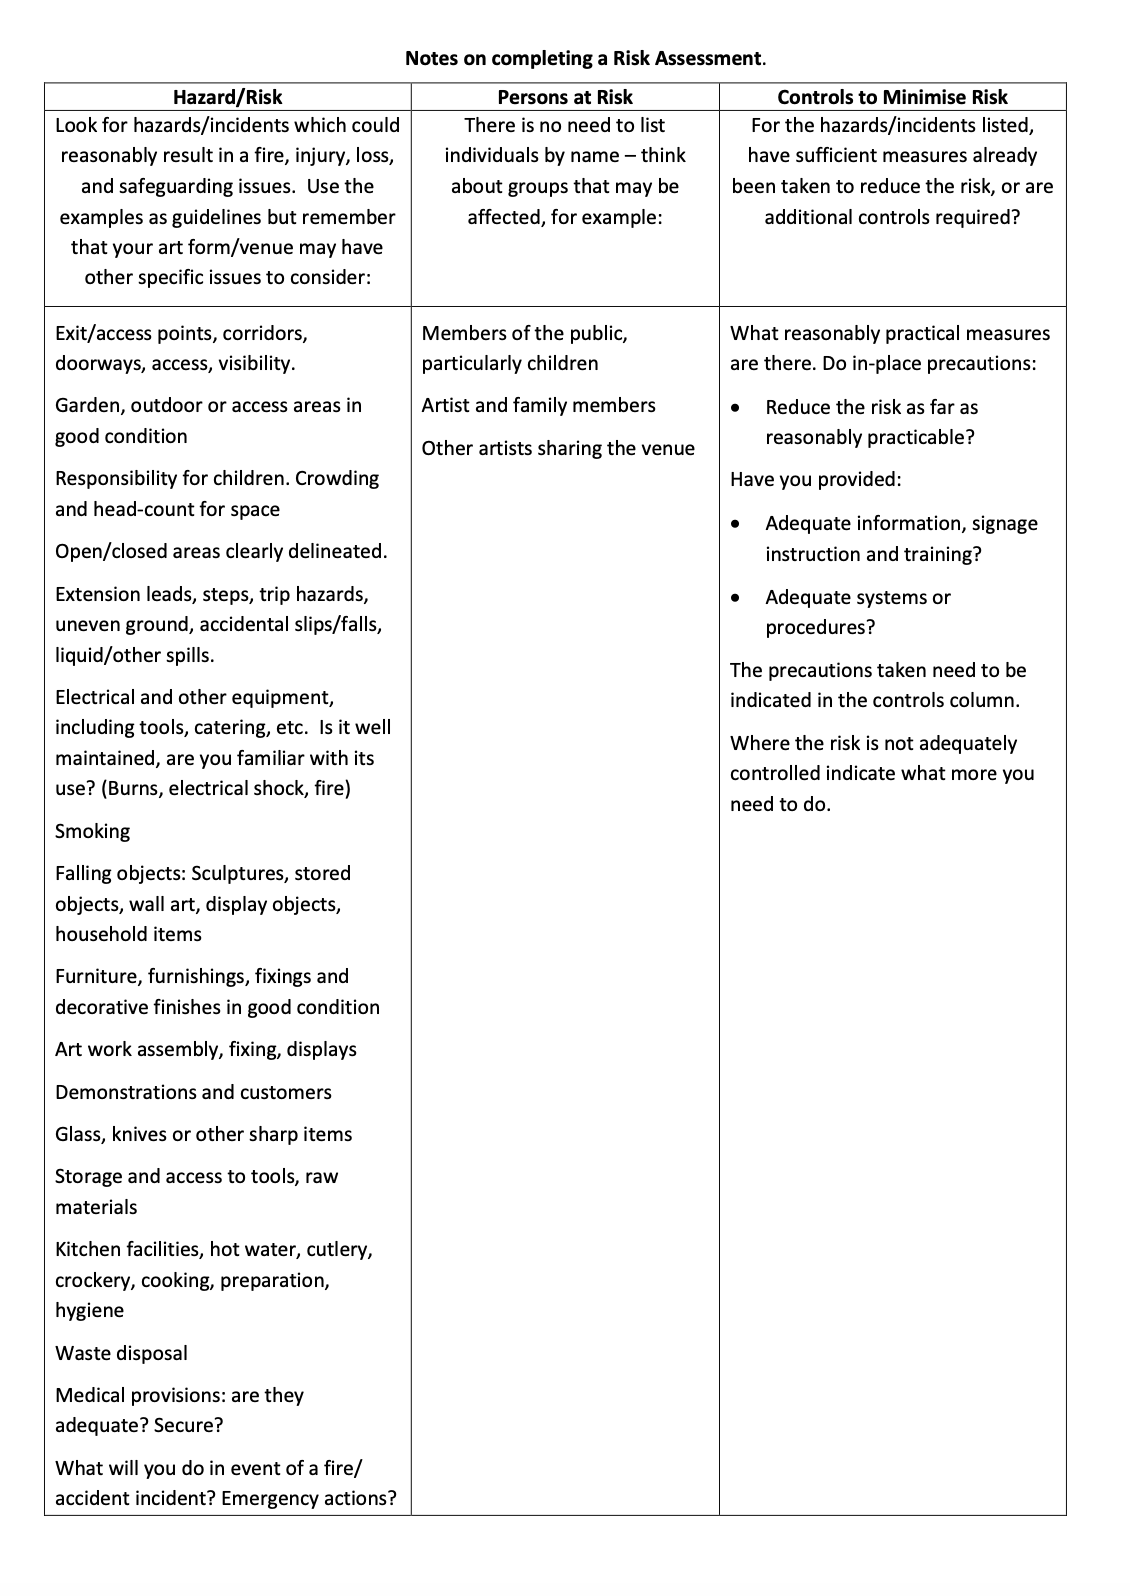 Notes on completing a Risk Assessment.
Hazard/Risk
Look for hazards/incidents which could
reasonably result in a fire, injury, loss,
and safeguarding issues.  Use the
examples as guidelines but remember
that your art form/venue may have
other specific issues to consider:
Persons at Risk
There is no need to list
individuals by name – think
about groups that may be
affected, for example:
Controls to Minimise Risk
For the hazards/incidents listed,
have sufficient measures already
been taken to reduce the risk, or are
additional controls required?
Exit/access points, corridors,
doorways, access, visibility.
Garden, outdoor or access areas in
good condition
Responsibility for children. Crowding
and head-count for space
Open/closed areas clearly delineated.
Extension leads, steps, trip hazards,
uneven ground, accidental slips/falls,
liquid/other spills.
Electrical and other equipment,
including tools, catering, etc.  Is it well
maintained, are you familiar with its
use? (Burns, electrical shock, fire)
Smoking
Falling objects: Sculptures, stored
objects, wall art, display objects,
household items
Furniture, furnishings, fixings and
decorative finishes in good condition
Art work assembly, fixing, displays
Demonstrations and customers
Glass, knives or other sharp items
Storage and access to tools, raw
materials
Kitchen facilities, hot water, cutlery,
crockery, cooking, preparation,
hygiene
Waste disposal
Medical provisions: are they
adequate? Secure?
What will you do in event of a fire/
accident incident? Emergency actions?
Members of the public,
particularly children
Artist and family members
Other artists sharing the venue
What reasonably practical measures
are there. Do in-place precautions:
• Reduce the risk as far as
reasonably practicable?
Have you provided:
• Adequate information, signage
instruction and training?
• Adequate systems or
procedures?
The precautions taken need to be
indicated in the controls column.
Where the risk is not adequately
controlled indicate what more you
need to do.